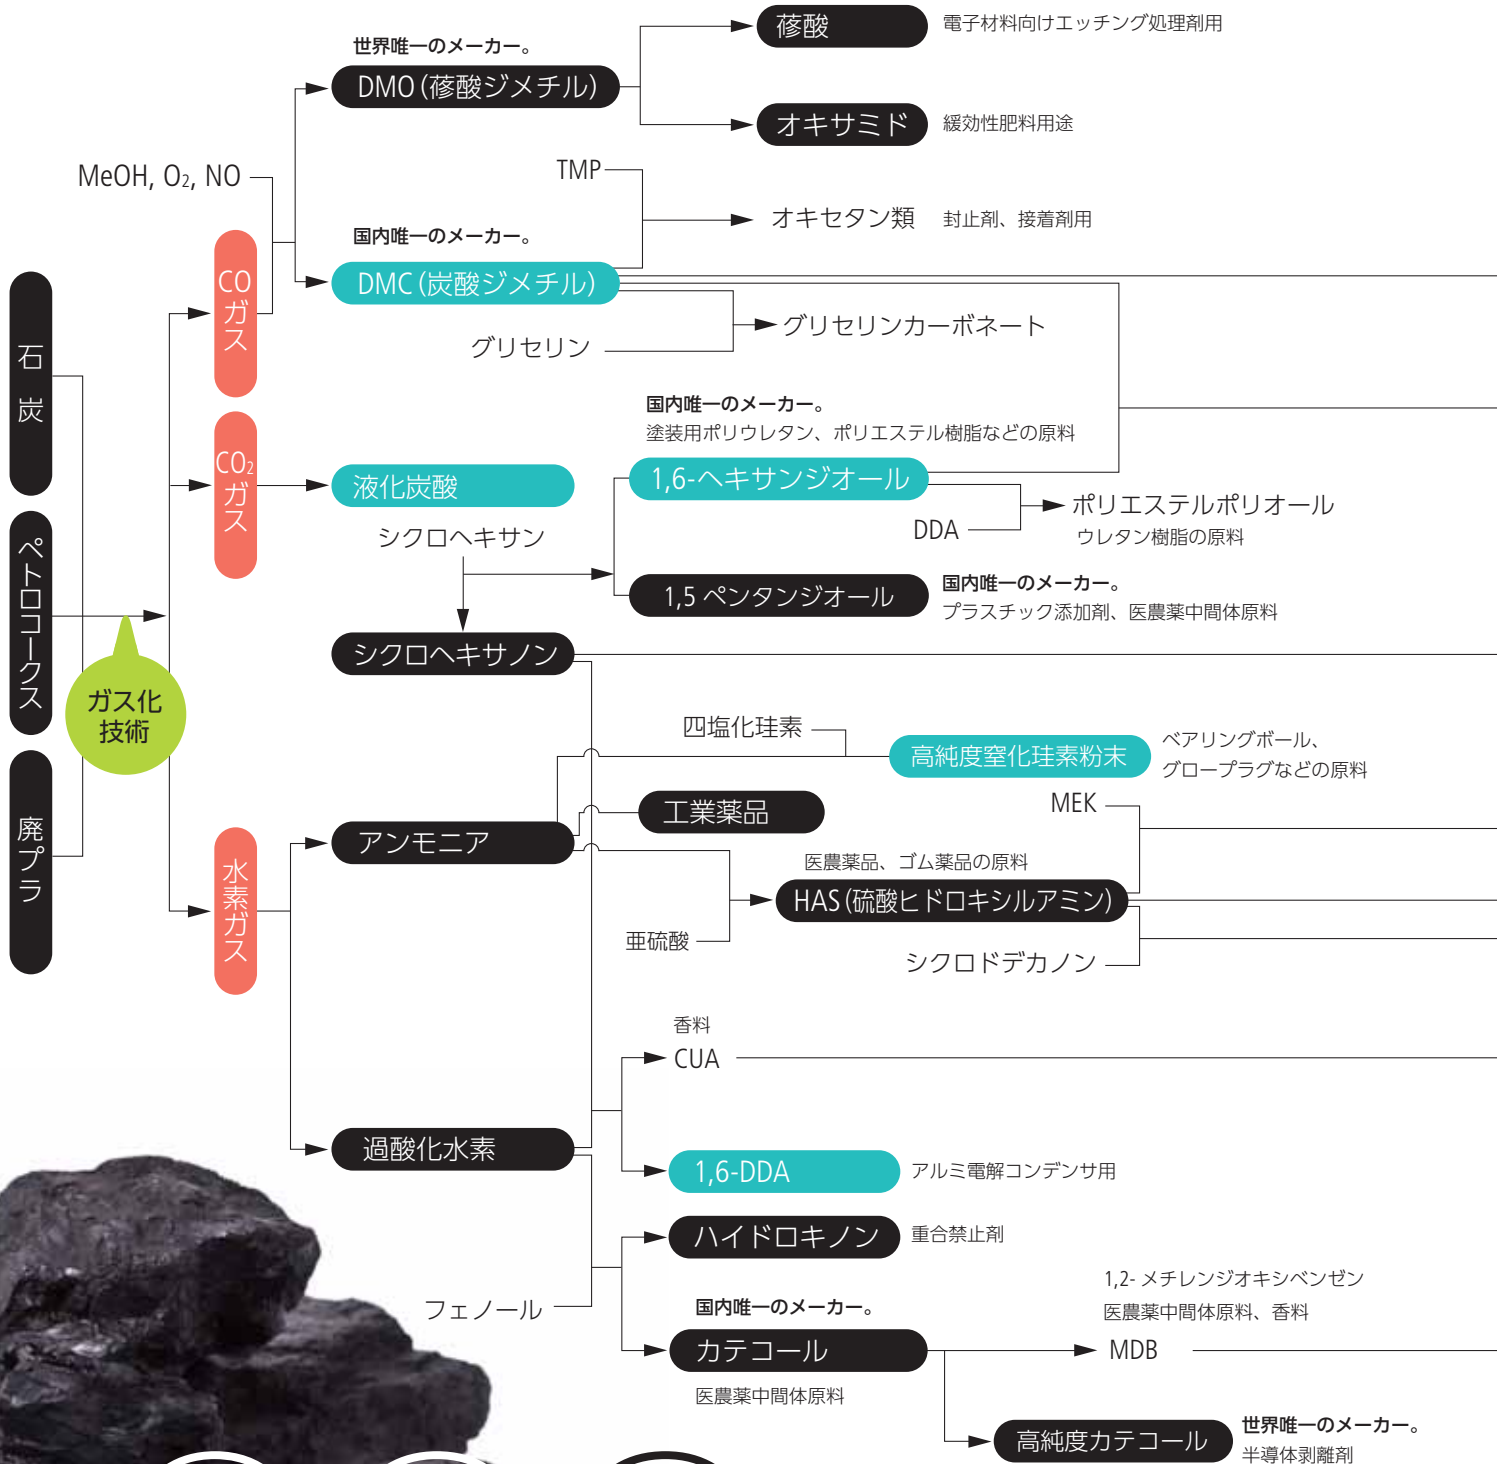 石炭
ペトロコークス
廃プラ
ガス化
技術
COガス
CO₂ガス
水素ガス
MeOH, O₂, NO
世界唯一のメーカー。
DMO(蓚酸ジメチル)
蓚酸
電子材料向けエッチング処理剤用
オキサミド
緩効性肥料用途
TMP
オキセタン類
封止剤、接着剤用
国内唯一のメーカー。
DMC(炭酸ジメチル)
グリセリン
グリセリンカーボネート
液化炭酸
シクロヘキサン
国内唯一のメーカー。
塗装用ポリウレタン、ポリエステル樹脂などの原料
1,6-ヘキサンジオール
DDA
ポリエステルポリオール
ウレタン樹脂の原料
1,5 ペンタンジオール
国内唯一のメーカー。
プラスチック添加剤、医農薬中間体原料
シクロヘキサノン
四塩化珪素
高純度窒化珪素粉末
ベアリングボール、
グロープラグなどの原料
工業薬品
アンモニア
MEK
医農薬品、ゴム薬品の原料
HAS(硫酸ヒドロキシルアミン)
亜硫酸
シクロドデカノン
香料
CUA
過酸化水素
1,6-DDA
アルミ電解コンデンサ用
ハイドロキノン
重合禁止剤
フェノール
国内唯一のメーカー。
カテコール
医農薬中間体原料
1,2- メチレンジオキシベンゼン
医農薬中間体原料、香料
MDB
高純度カテコール
世界唯一のメーカー。
半導体剥離剤